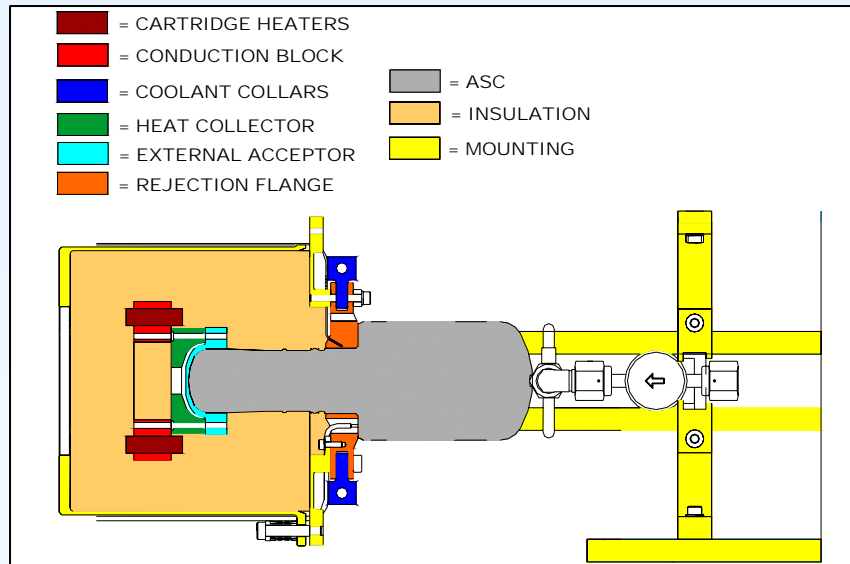 = CARTRIDGE HEATERS
= CONDUCTION BLOCK
= COOLANT COLLARS
= HEAT COLLECTOR
= EXTERNAL ACCEPTOR
= REJECTION FLANGE
= ASC
= INSULATION
= MOUNTING